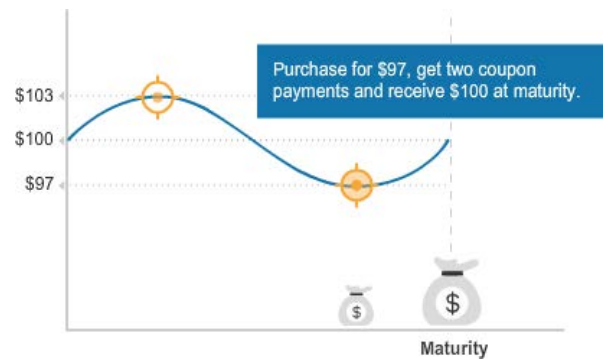 Purchase for $97, get two coupon
payments and receive $100 at maturity.
$103
$100
$97
$
$
Maturity